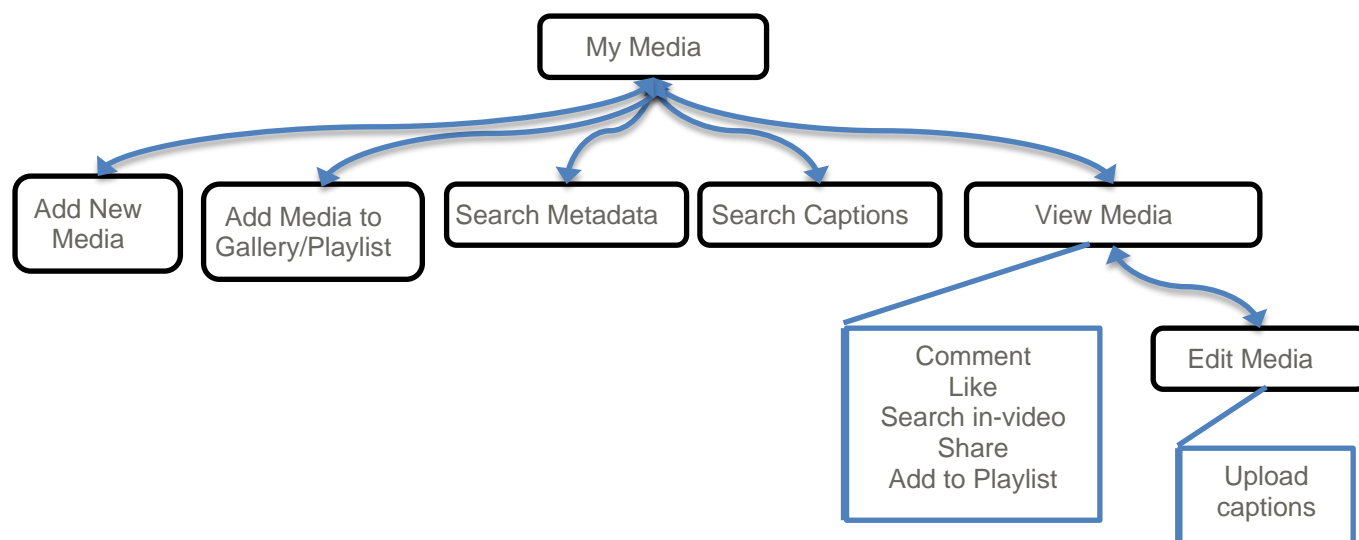 My Media
Add New
Media
Add Media to
Gallery/Playlist
Search Metadata
Search Captions
View Media
Comment
Like
Search in-video
Share
Add to Playlist
Edit Media
Upload
captions